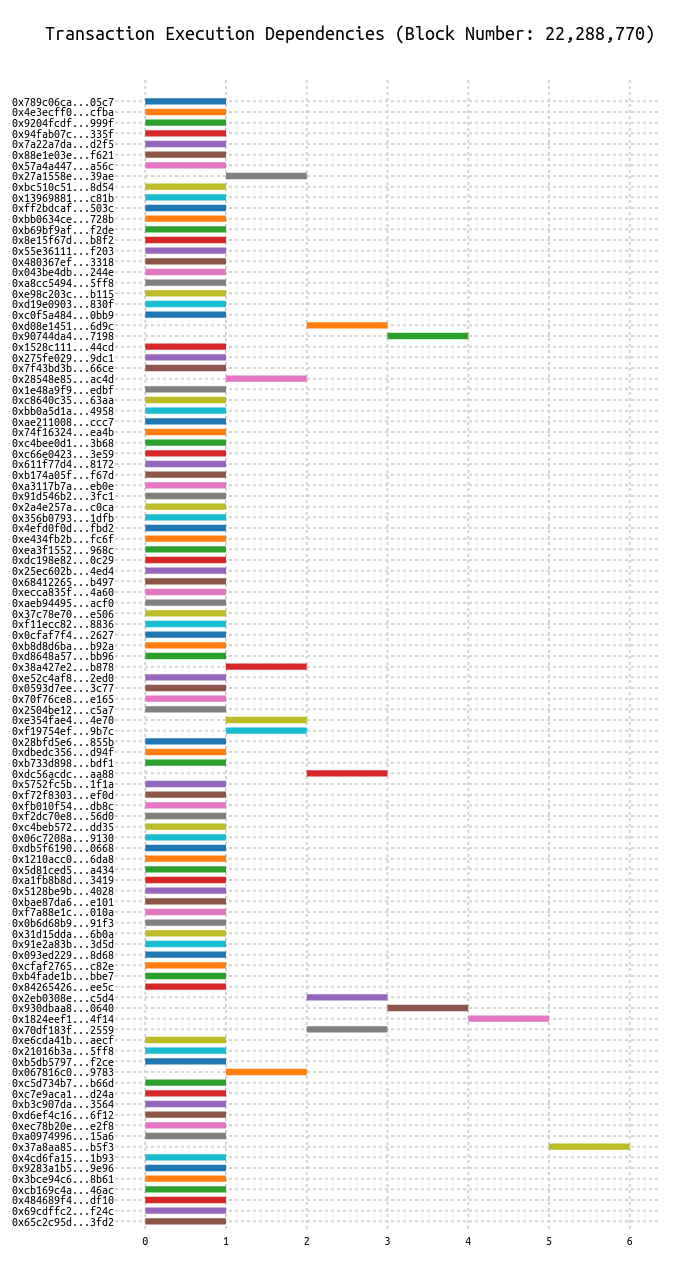 Transaction Execution Dependencies (Block Number: 22,288,770)
0x789c06ca...05c7
0x4e3ecff0...cfba
0x9204fcdf...999f
0x94fab07c...335f
0x7a22a7da...d2f5
0x88e1e03e...f621
0x57a4a447...a56c
0x27a1558e...39ae
0xbc510c51...8d54
0x13969881...c81b
0xff2bdcaf...503c
0xbb0634ce...728b
0xb69bf9af...f2de
0x8e15f67d...b8f2
0x55e36111...f203
0x480367ef...3318
0x043be4db...244e
0xa8cc5494...5ff8
0xe98c203c...b115
0xd19e0903...830f
0xc0f5a484...0bb9
0xd08e1451...6d9c
0x90744da4...7198
0x1528c111...44cd
0x275fe029...9dc1
0x7f43bd3b...66ce
0x28548e85...ac4d
0x1e48a9f9...edbf
0xc8640c35...63aa
0xbb0a5d1a...4958
0xae211008...ccc7
0x74f16324...ea4b
0xc4bee0d1...3b68
0xc66e0423...3e59
0x611f77d4...8172
0xb174a05f...f67d
0xa3117b7a...eb0e
0x91d546b2...3fc1
0x2a4e257a...c0ca
0x356b0793...1dfb
0x4efd0f0d...fbd2
0xe434fb2b...fc6f
0xea3f1552...968c
0xdc198e82...0c29
0x25ec602b...4ed4
0x68412265...b497
0xecca835f...4a60
0xaeb94495...acf0
0x37c78e70...e506
0xf11ecc82...8836
0x0cfaf7f4...2627
0xb8d8d6ba...b92a
0xd8648a57...bb96
0x38a427e2...b878
0xe52c4af8...2ed0
0x0593d7ee...3c77
0x70f76ce8...e165
0x2504be12...c5a7
0xe354fae4...4e70
0xf19754ef...9b7c
0x28bfd5e6...855b
0xdbedc356...d94f
0xb733d898...bdf1
0xdc56acdc...aa88
0x5752fc5b...1f1a
0xf72f8303...ef0d
0xfb010f54...db8c
0xf2dc70e8...56d0
0xc4beb572...dd35
0x06c7208a...9130
0xdb5f6190...0668
0x1210acc0...6da8
0x5d81ced5...a434
0xa1fb8b8d...3419
0x5128be9b...4028
0xbae87da6...e101
0xf7a88e1c...010a
0x0b6d68b9...91f3
0x31d15dda...6b0a
0x91e2a83b...3d5d
0x093ed229...8d68
0xcfaf2765...c82e
0xb4fade1b...bbe7
0x84265426...ee5c
0x2eb0308e...c5d4
0x930dbaa8...0640
0x1824eef1...4f14
0x70df183f...2559
0xe6cda41b...aecf
0x21016b3a...5ff8
0xb5db5797...f2ce
0x067816c0...9783
0xc5d734b7...b66d
0xc7e9aca1...d24a
0xb3c907da...3564
0xd6ef4c16...6f12
0xec78b20e...e2f8
0xa0974996...15a6
0x37a8aa85...b5f3
0x4cd6fa15...1b93
0x9283a1b5...9e96
0x3bce94c6...8b61
0xcb169c4a...46ac
0x484689f4...df10
0x69cdffc2...f24c
0x65c2c95d...3fd2
0 1 2 3 4 5 6